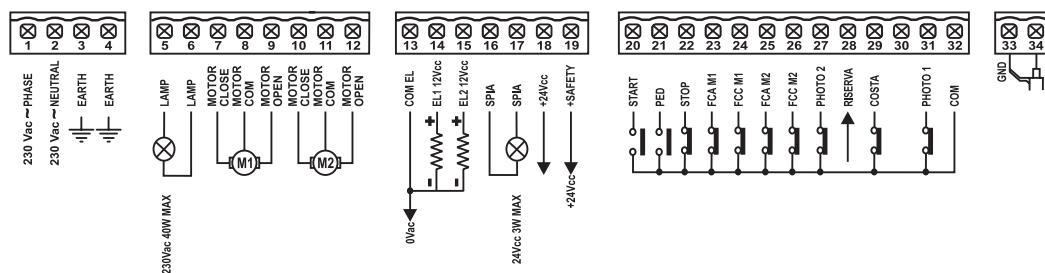 1 2 3 4
5 6 7 8 9 10 11 12
13 14 15 16 17 18 19
20 21 22 23 24 25 26 27 28 29 30 31 32
33 34
230 Vac ~ PHASE
230 Vac ~ NEUTRAL
EARTH
EARTH
LAMP
LAMP
MOTOR CLOSE
MOTOR COM
MOTOR OPEN
MOTOR CLOSE
MOTOR COM
MOTOR OPEN
M1
M2
230Vac 40W MAX
COM EL
EL1 12Vcc
EL2 12Vcc
SPIA
SPIA
+24Vcc
+SAFETY
+ +
- -
0Vac
24Vcc 3W MAX
+24Vcc
START
PED
STOP
FCA M1
FCC M1
FCA M2
FCC M2
PHOTO 2
RISERVA
COSTA
PHOTO 1
COM
GND